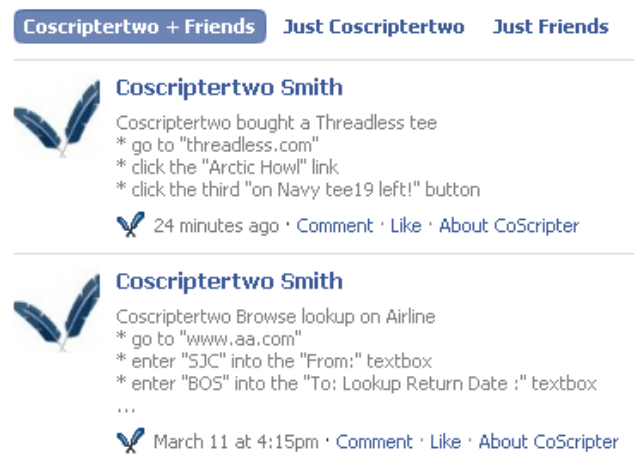 Coscriptertwo + Friends Just Coscriptertwo Just Friends
Coscriptertwo Smith
Coscriptertwo bought a Threadless tee
* go to "threadless.com"
* click the "Arctic Howl" link
* click the third "on Navy tee19 left!" button
24 minutes ago · Comment · Like · About CoScripter
Coscriptertwo Smith
Coscriptertwo Browse lookup on Airline
* go to "www.aa.com"
* enter "SJC" into the "From:" textbox
* enter "BOS" into the "To: Lookup Return Date :" textbox
...
March 11 at 4:15pm · Comment · Like · About CoScripter